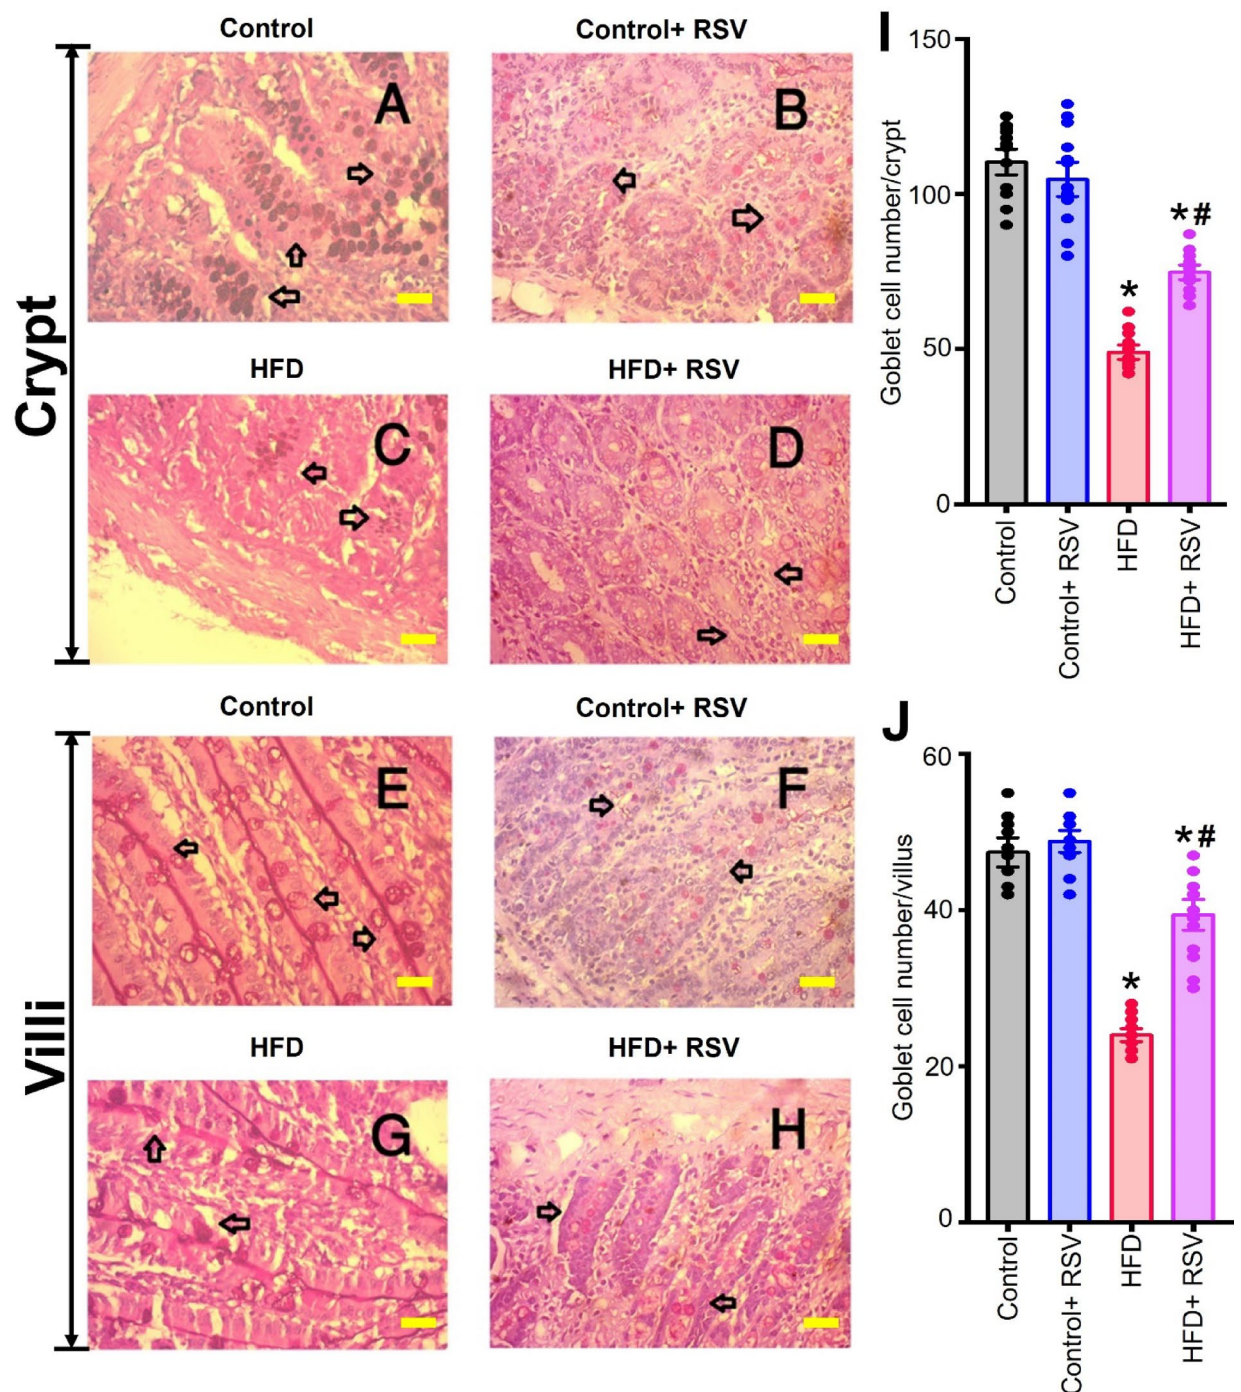 Control
Control+ RSV
A
B
HFD
HFD+ RSV
C
D
Crypt
Control
Control+ RSV
E
F
HFD
HFD+ RSV
G
H
Villi
I
Goblet cell number/crypt
150
100
50
0
*
*#
Control
Control+ RSV
HFD
HFD+ RSV
J
Goblet cell number/villus
60
40
20
0
*
*#
Control
Control+ RSV
HFD
HFD+ RSV